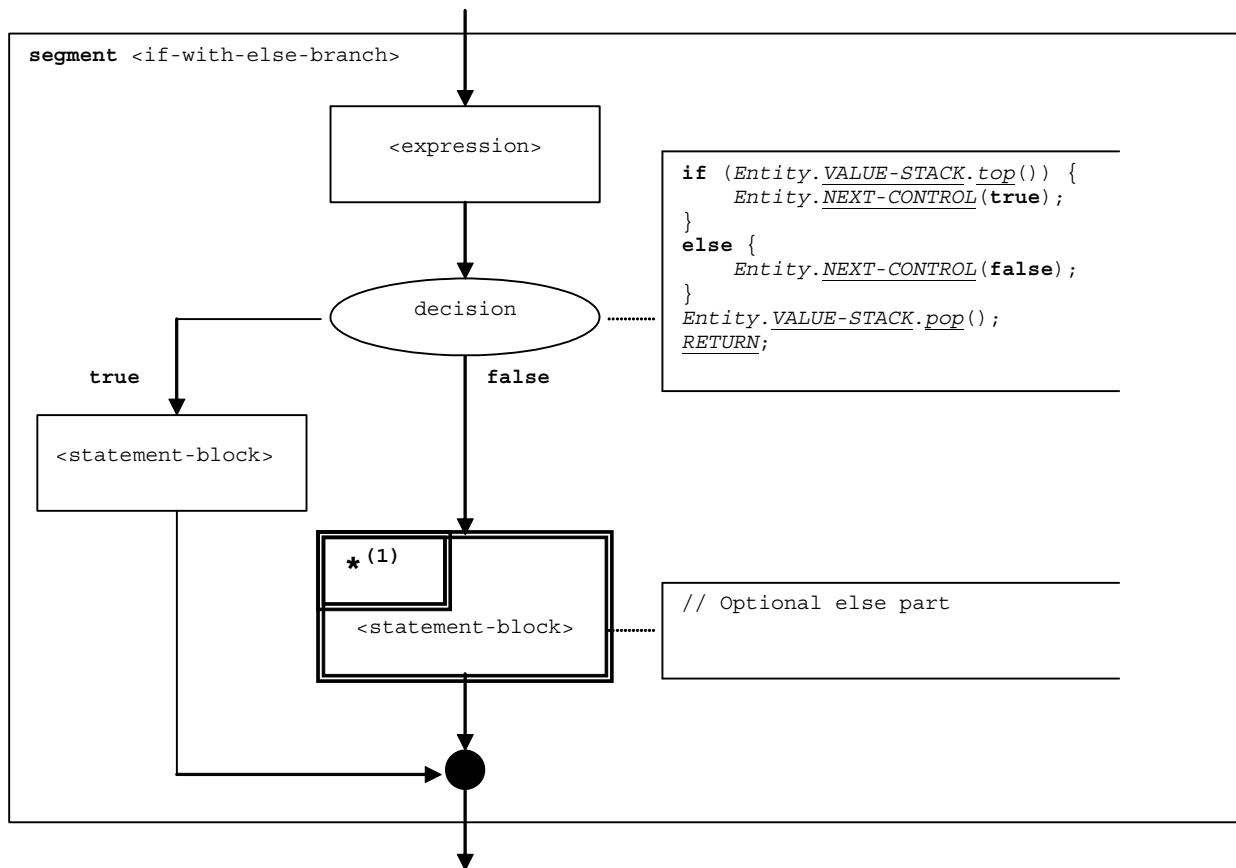 segment <if-with-else-branch>
<expression>
if (Entity.VALUE-STACK.top()) {
Entity.NEXT-CONTROL(true);
}
else {
Entity.NEXT-CONTROL(false);
}
Entity.VALUE-STACK.pop();
RETURN;
decision
true
false
<statement-block>
*(1)
<statement-block>
// Optional else part